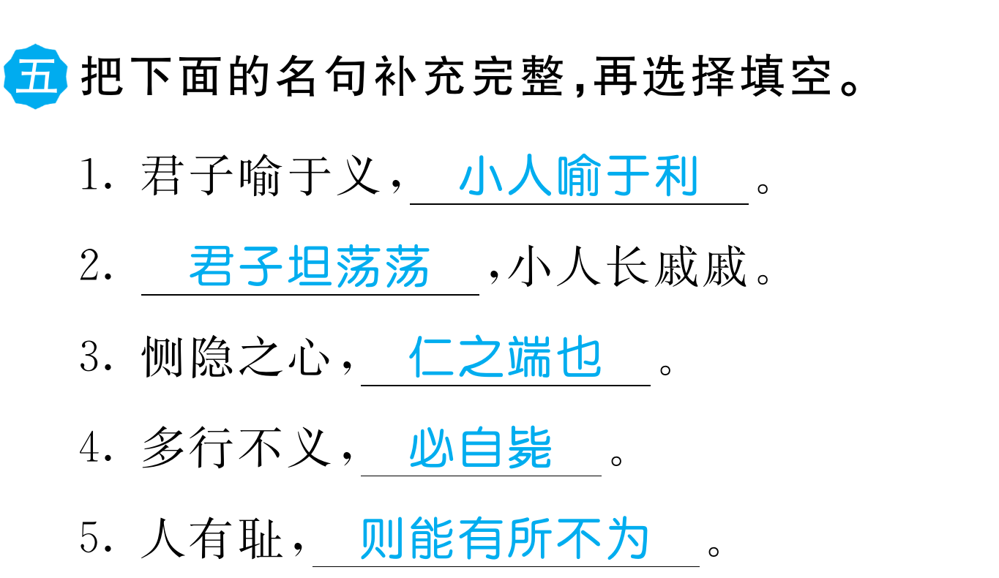 五 把下面的名句补充完整,再选择填空。
1. 君子喻于义,小人喻于利。
2. 君子坦荡荡,小人长戚戚。
3. 恻隐之心,仁之端也。
4. 多行不义,必自毙。
5. 人有耻,则能有所不为。